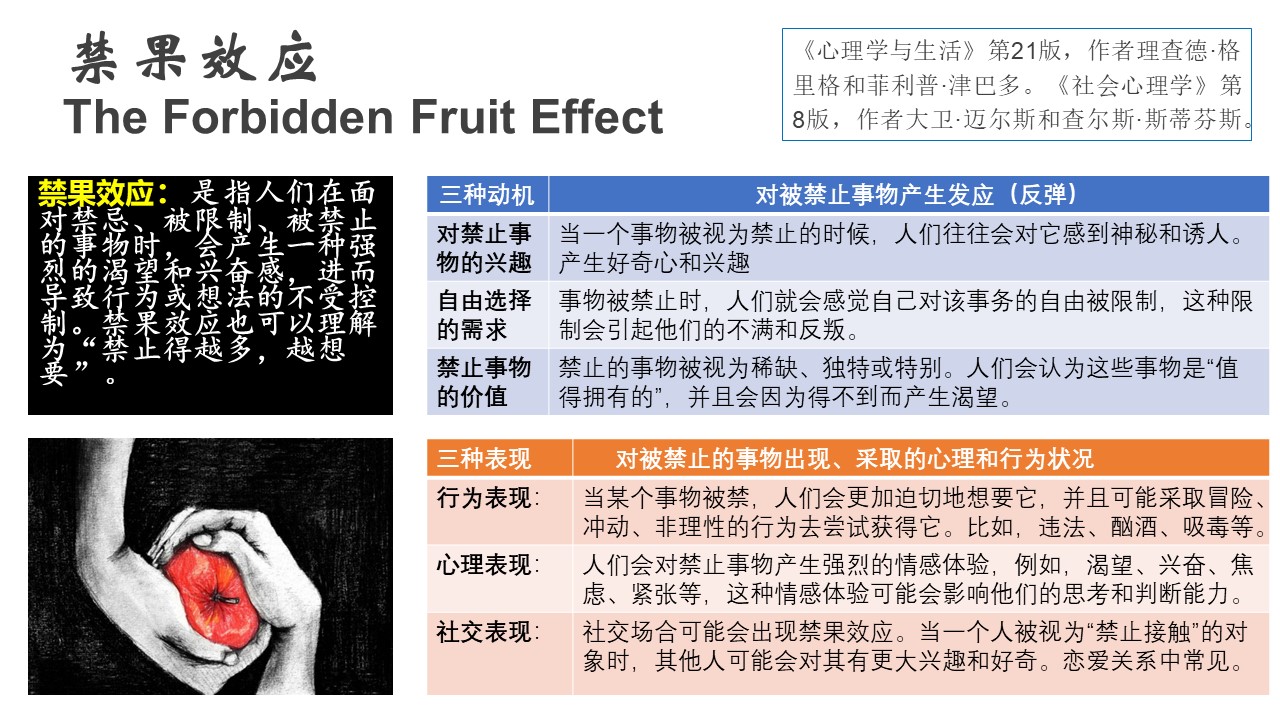 禁果效应
The Forbidden Fruit Effect
《心理学与生活》第21版，作者理查德·格
里格和菲利普·津巴多。《社会心理学》第
8版，作者大卫·迈尔斯和查尔斯·斯蒂芬斯。
禁果效应： 是指人们在面
对禁忌、被限制、被禁止
的事物时，会产生一种强
烈的渴望和兴奋感，进而
导致行为或想法的不受控
制。禁果效应也可以理解
为“禁止得越多，越想
要”。
三种动机 对被禁止事物产生发应（反弹）
对禁止事 当一个事物被视为禁止的时候，人们往往会对它感到神秘和诱人。
物的兴趣 产生好奇心和兴趣
自由选择 事物被禁止时，人们就会感觉自己对该事务的自由被限制，这种限
的需求 制会引起他们的不满和反叛。
禁止事物 禁止的事物被视为稀缺、独特或特别。人们会认为这些事物是“值
的价值 得拥有的”，并且会因为得不到而产生渴望。
三种表现 对被禁止的事物出现、采取的心理和行为状况
行为表现： 当某个事物被禁，人们会更加迫切地想要它，并且可能采取冒险、
冲动、非理性的行为去尝试获得它。比如，违法、酗酒、吸毒等。
心理表现： 人们会对禁止事物产生强烈的情感体验，例如，渴望、兴奋、焦
虑、紧张等，这种情感体验可能会影响他们的思考和判断能力。
社交表现： 社交场合可能会出现禁果效应。当一个人被视为“禁止接触”的对
象时，其他人可能会对其有更大兴趣和好奇。恋爱关系中常见。